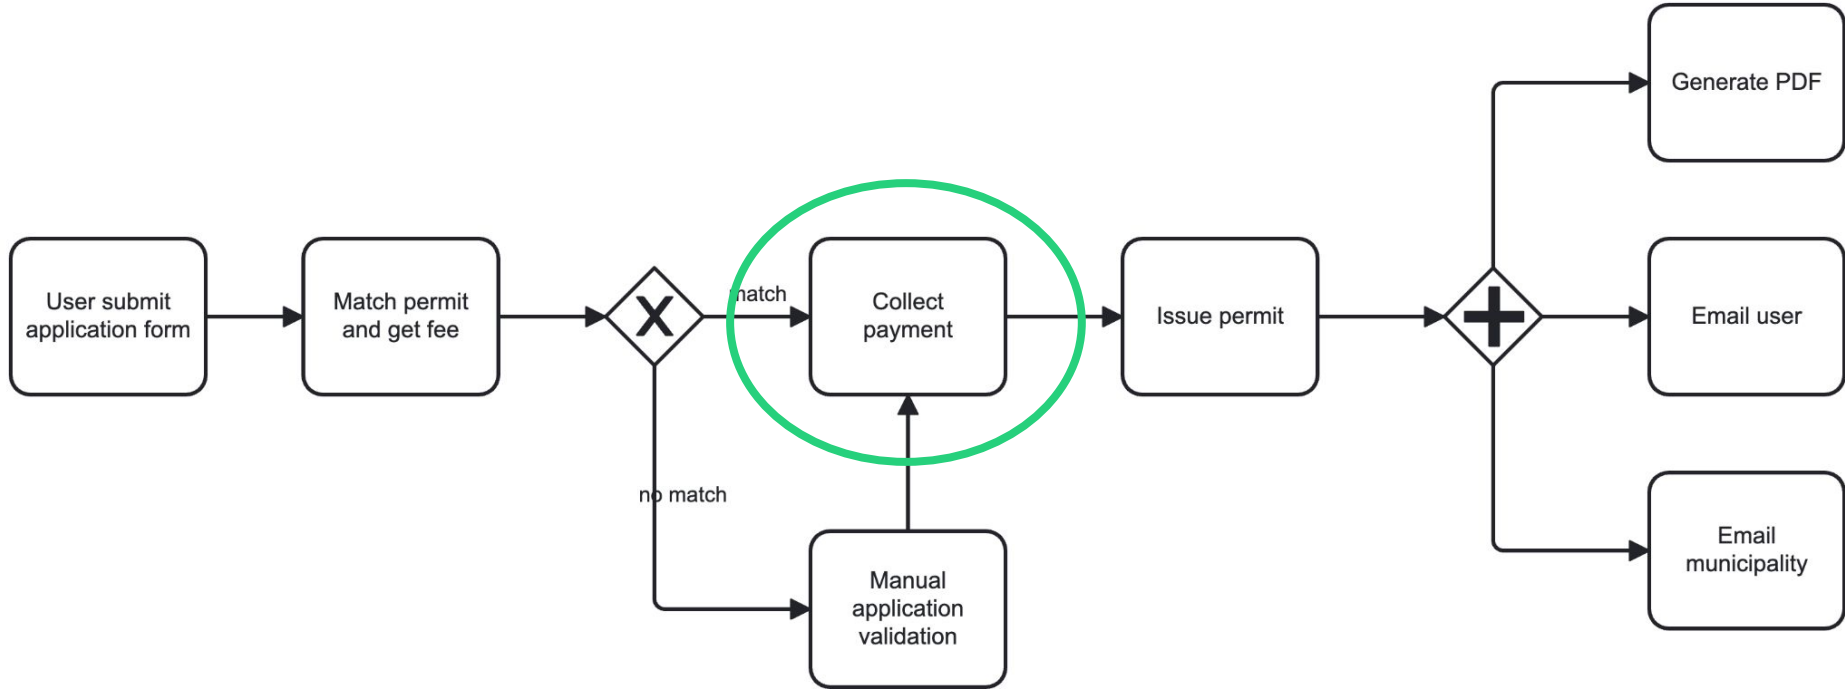 User submit
application form
Match permit
and get fee
X
match
no match
Collect
payment
Manual
application
validation
Issue permit
Generate PDF
Email user
Email
municipality